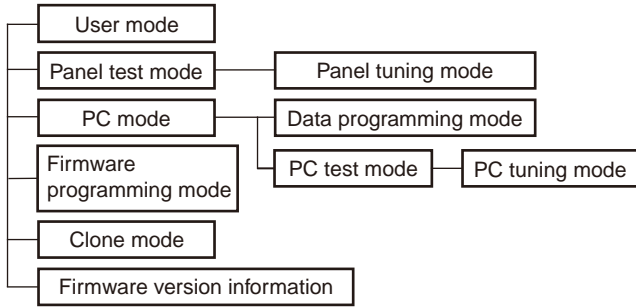 User mode
Panel test mode
Panel tuning mode
PC mode
Data programming mode
PC test mode
PC tuning mode
Firmware
programming mode
Clone mode
Firmware version information